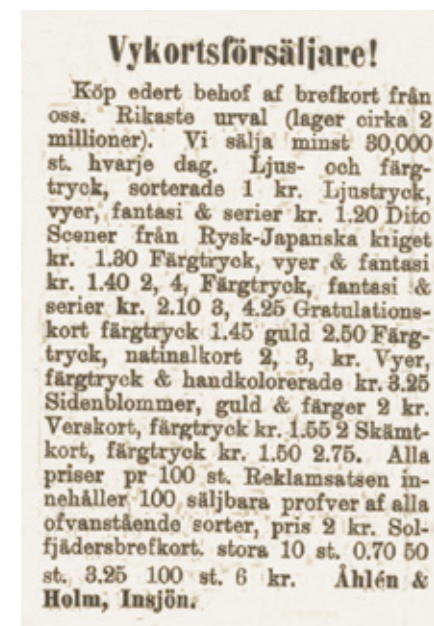 Vykortsförsäljare!
Köp edert behof af brefkort från
oss. Rikaste urval (lager cirka 2
millioner). Vi sälja minst 30,000
st. hvarje dag. Ljus- och färg-
tryck, sorterade 1 kr. Ljustryck,
vyer, fantasi & serier kr. 1.20 Dito
Scener från Rysk-Japanska kriget
kr. 1.30 Färgtryck, vyer & fantasi
kr. 1.40 2, 4, Färgtryck, fantasi &
serier kr. 2.10 3, 4.25 Gratulations-
kort färgtryck 1.45 guld 2.50 Färg-
tryck, natinalkort 2, 3, kr. Vyer,
färgtryck & handkolorerade kr. 3.25
Sidenblommer, guld & färger 2 kr.
Verskort, färgtryck kr. 1.55 2 Skämt-
kort, färgtryck kr. 1.50 2.75. Alla
priser pr 100 st. Reklamsatsen in-
nehåller 100 säljbara profver af alla
ofvanstående sorter, pris 2 kr. Sol-
fjädersbrefkort. stora 10 st. 0.70 50
st. 3.25 100 st. 6 kr. Åhlén &
Holm, Insjön.